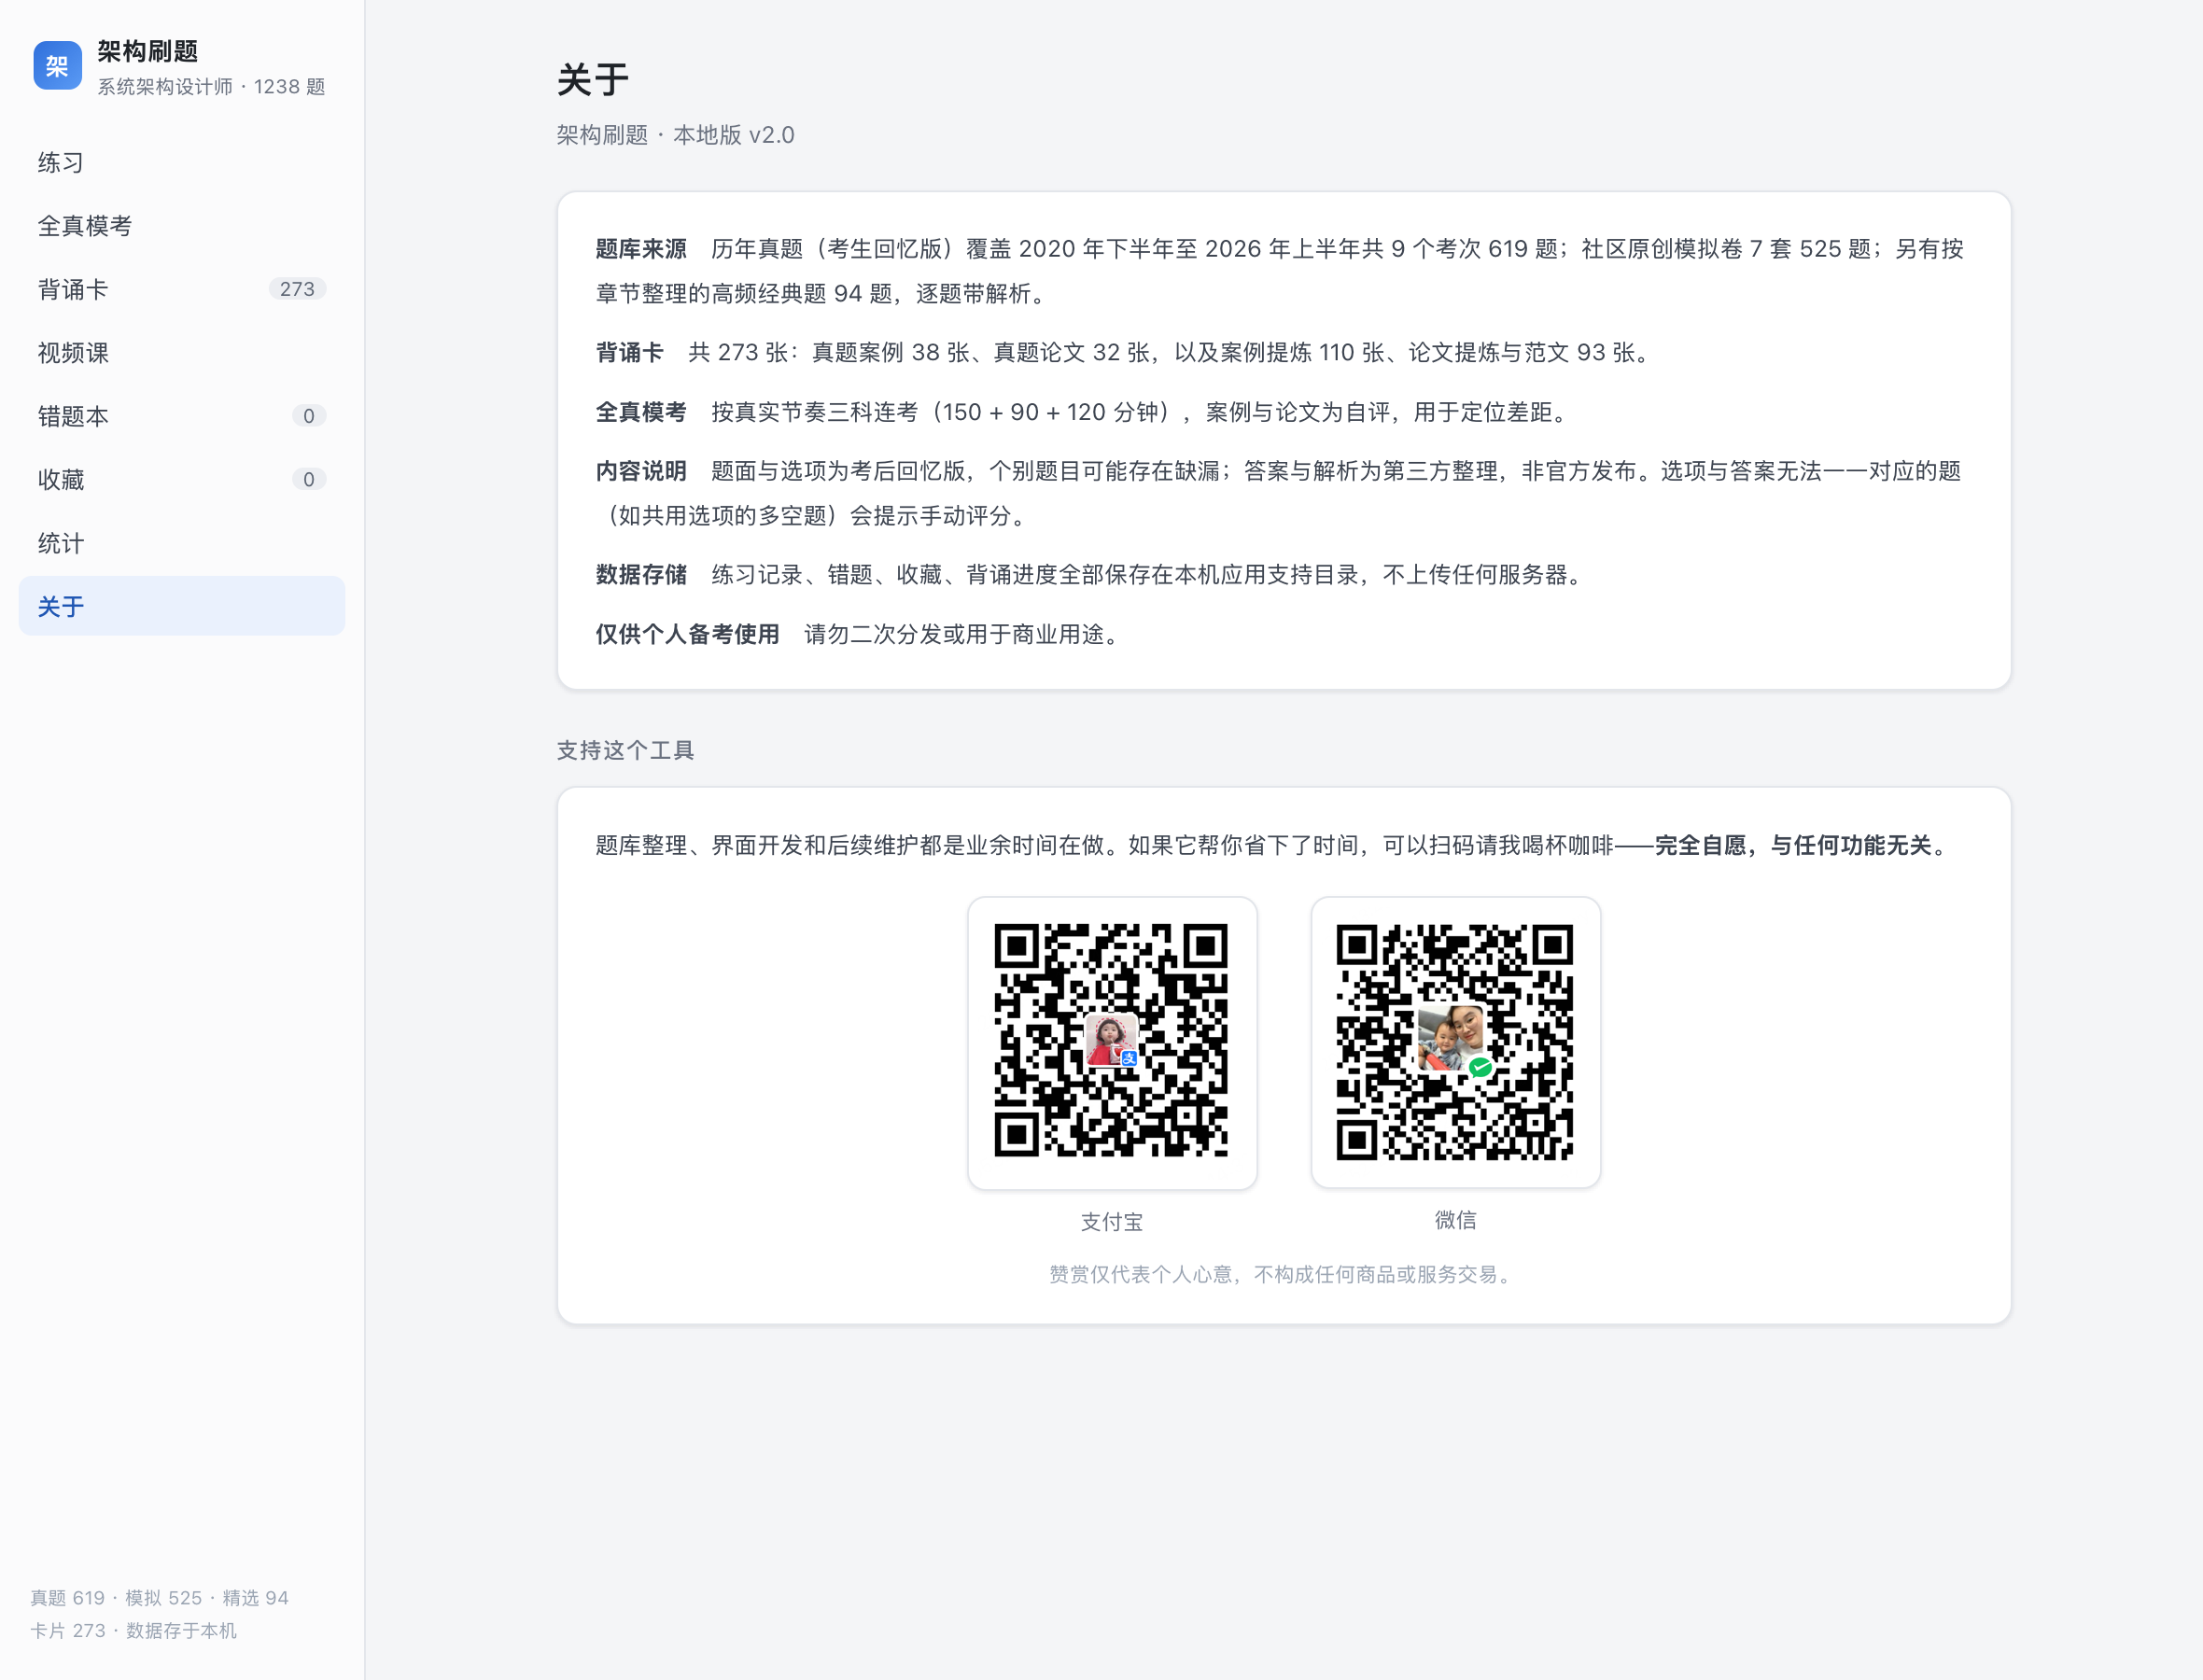 架
架构刷题
系统架构设计师 · 1238 题
练习
全真模考
背诵卡 273
视频课
错题本 0
收藏 0
统计
关于
真题 619 · 模拟 525 · 精选 94
卡片 273 · 数据存于本机
关于
架构刷题 · 本地版 v2.0
题库来源 历年真题（考生回忆版）覆盖 2020 年下半年至 2026 年上半年共 9 个考次 619 题；社区原创模拟卷 7 套 525 题；另有按
章节整理的高频经典题 94 题，逐题带解析。
背诵卡 共 273 张：真题案例 38 张、真题论文 32 张，以及案例提炼 110 张、论文提炼与范文 93 张。
全真模考 按真实节奏三科连考（150 + 90 + 120 分钟），案例与论文为自评，用于定位差距。
内容说明 题面与选项为考后回忆版，个别题目可能存在缺漏；答案与解析为第三方整理，非官方发布。选项与答案无法一一对应的题
（如共用选项的多空题）会提示手动评分。
数据存储 练习记录、错题、收藏、背诵进度全部保存在本机应用支持目录，不上传任何服务器。
仅供个人备考使用 请勿二次分发或用于商业用途。
支持这个工具
题库整理、界面开发和后续维护都是业余时间在做。如果它帮你省下了时间，可以扫码请我喝杯咖啡——完全自愿，与任何功能无关。
支
支付宝
微信
赞赏仅代表个人心意，不构成任何商品或服务交易。